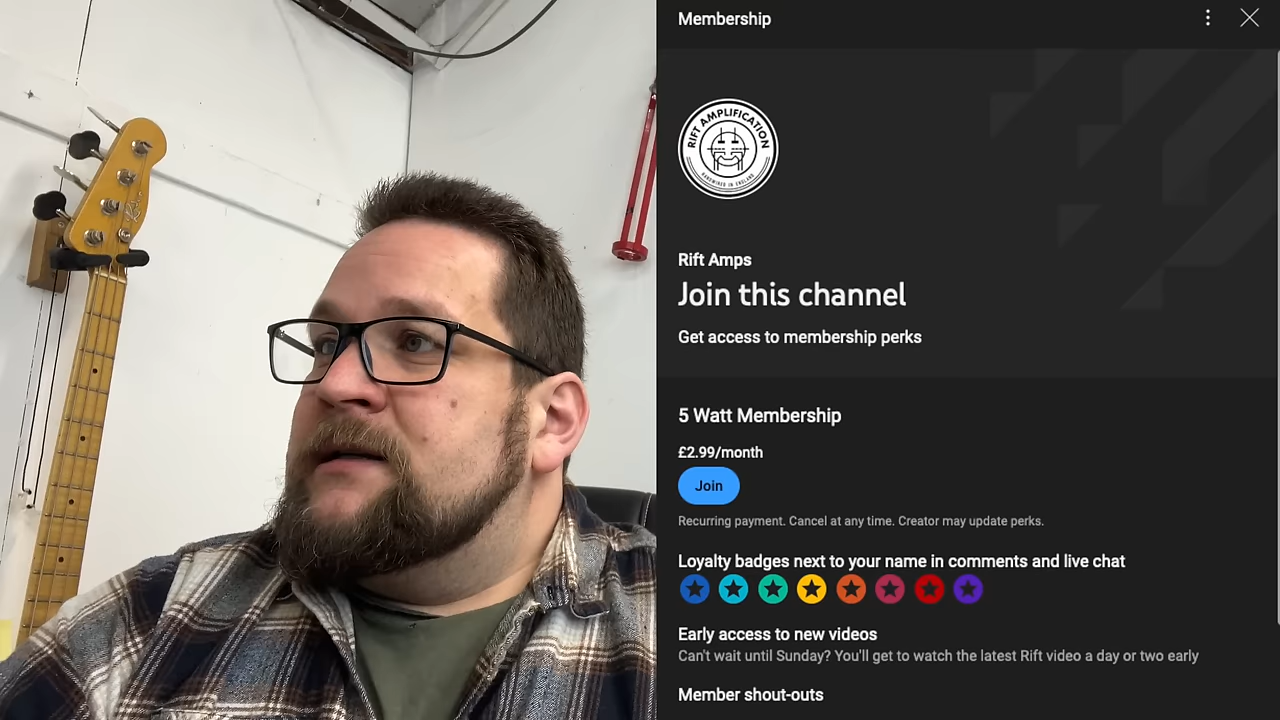 Membership
RIFT AMPLIFICATION
HANDWIRED IN ENGLAND
Rift Amps
Join this channel
Get access to membership perks
5 Watt Membership
£2.99/month
Join
Recurring payment. Cancel at any time. Creator may update perks.
Loyalty badges next to your name in comments and live chat
Early access to new videos
Can't wait until Sunday? You'll get to watch the latest Rift video a day or two early
Member shout-outs